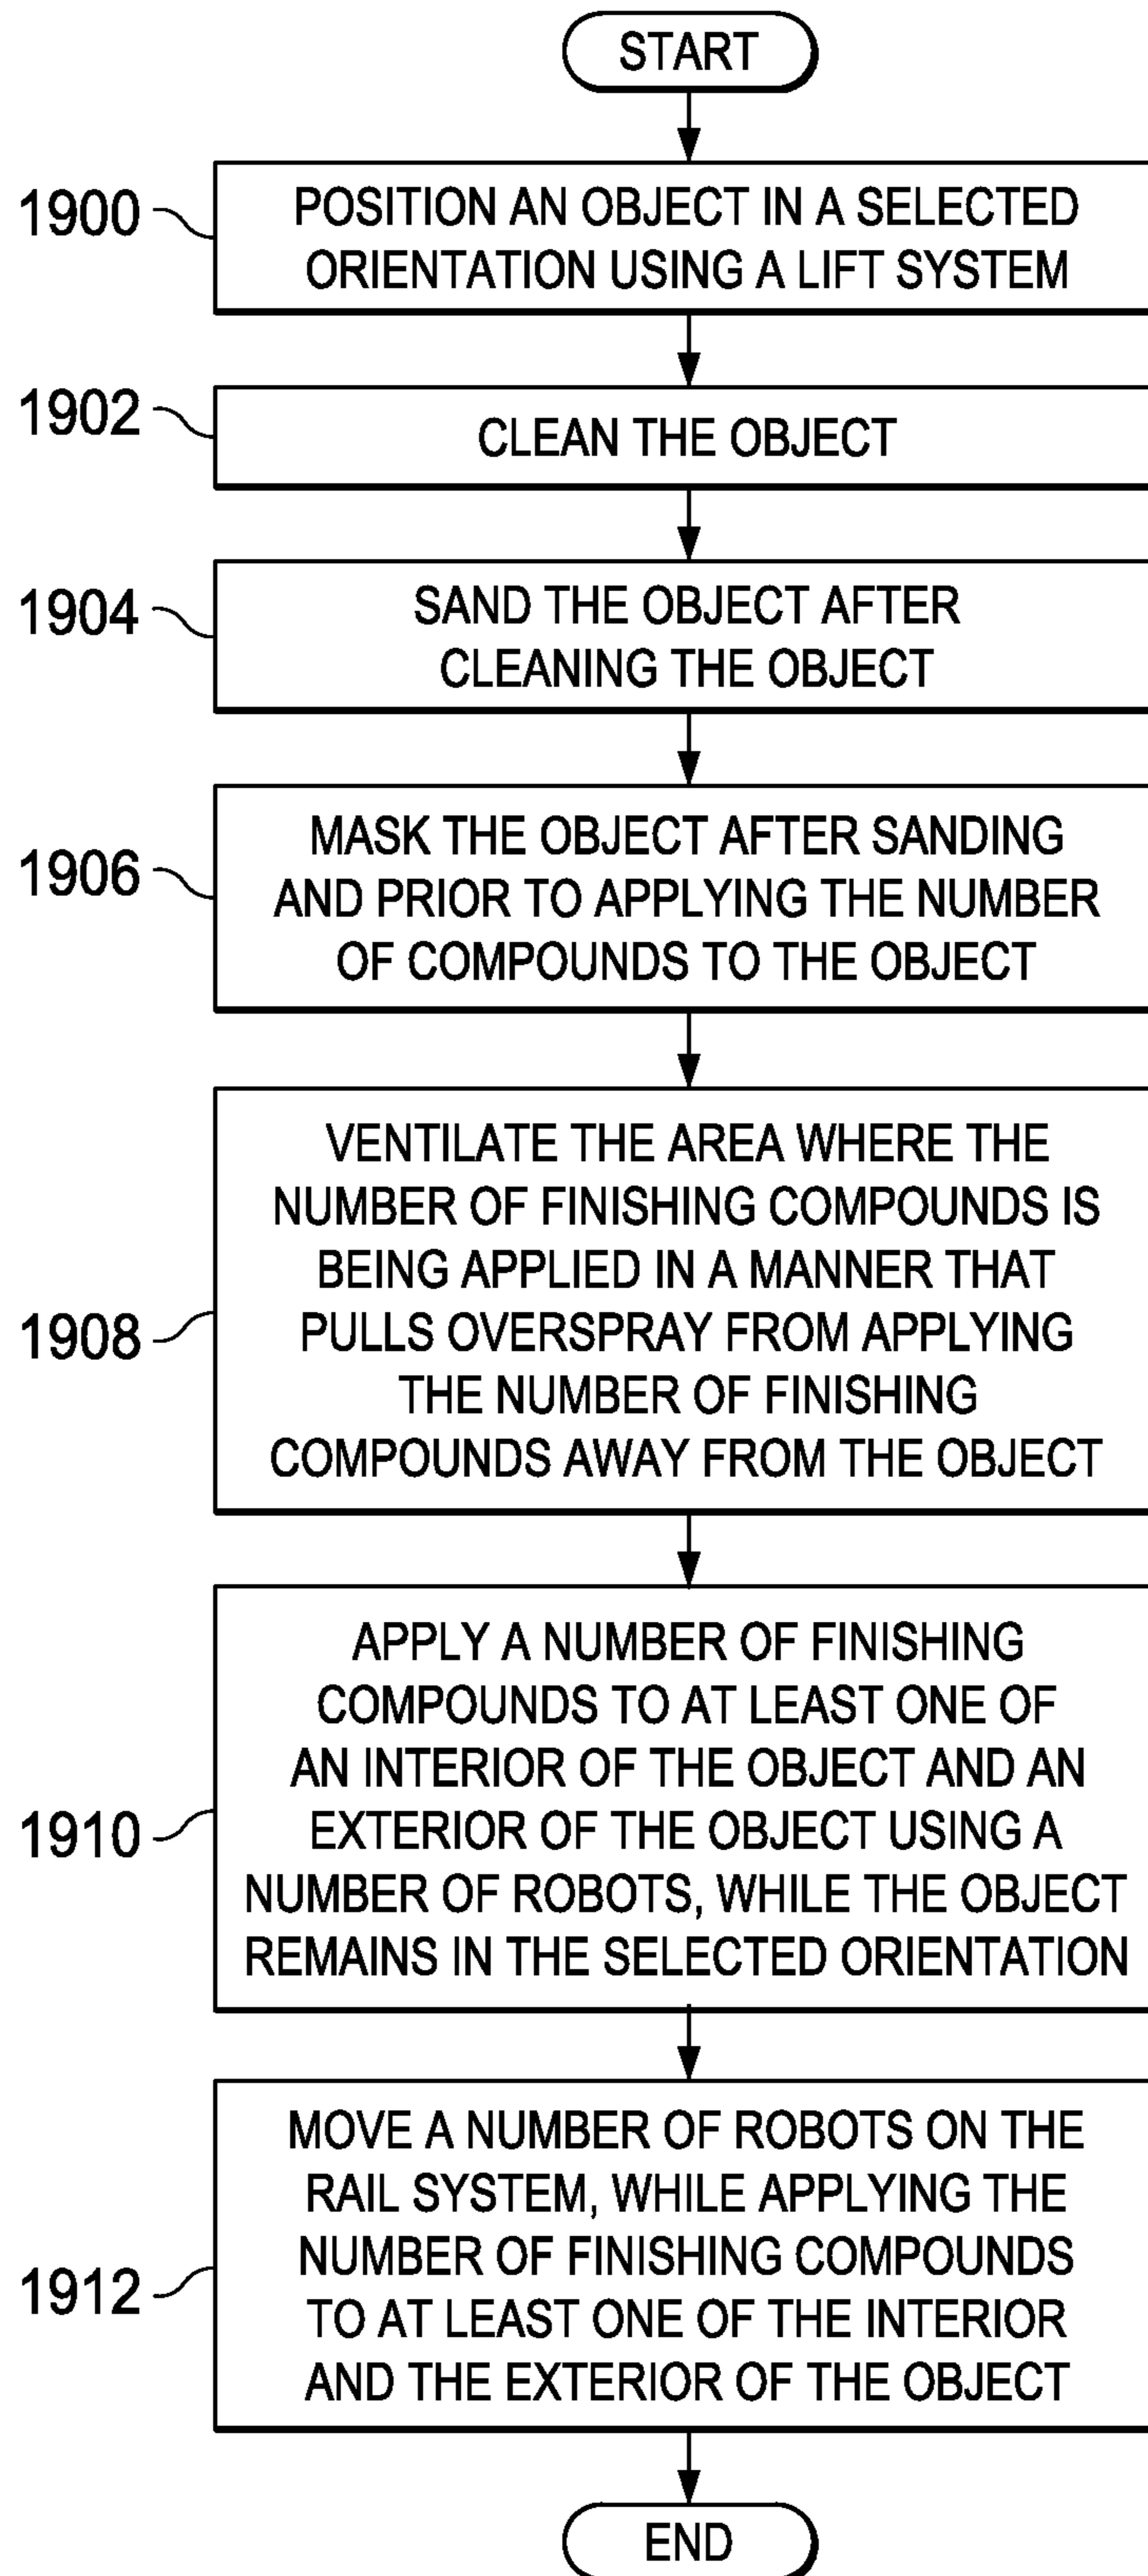 START
1900
POSITION AN OBJECT IN A SELECTED
ORIENTATION USING A LIFT SYSTEM
1902
CLEAN THE OBJECT
1904
SAND THE OBJECT AFTER
CLEANING THE OBJECT
1906
MASK THE OBJECT AFTER SANDING
AND PRIOR TO APPLYING THE NUMBER
OF COMPOUNDS TO THE OBJECT
1908
VENTILATE THE AREA WHERE THE
NUMBER OF FINISHING COMPOUNDS IS
BEING APPLIED IN A MANNER THAT
PULLS OVERSPRAY FROM APPLYING
THE NUMBER OF FINISHING
COMPOUNDS AWAY FROM THE OBJECT
1910
APPLY A NUMBER OF FINISHING
COMPOUNDS TO AT LEAST ONE OF
AN INTERIOR OF THE OBJECT AND AN
EXTERIOR OF THE OBJECT USING A
NUMBER OF ROBOTS, WHILE THE OBJECT
REMAINS IN THE SELECTED ORIENTATION
1912
MOVE A NUMBER OF ROBOTS ON THE
RAIL SYSTEM, WHILE APPLYING THE
NUMBER OF FINISHING COMPOUNDS
TO AT LEAST ONE OF THE INTERIOR
AND THE EXTERIOR OF THE OBJECT
END